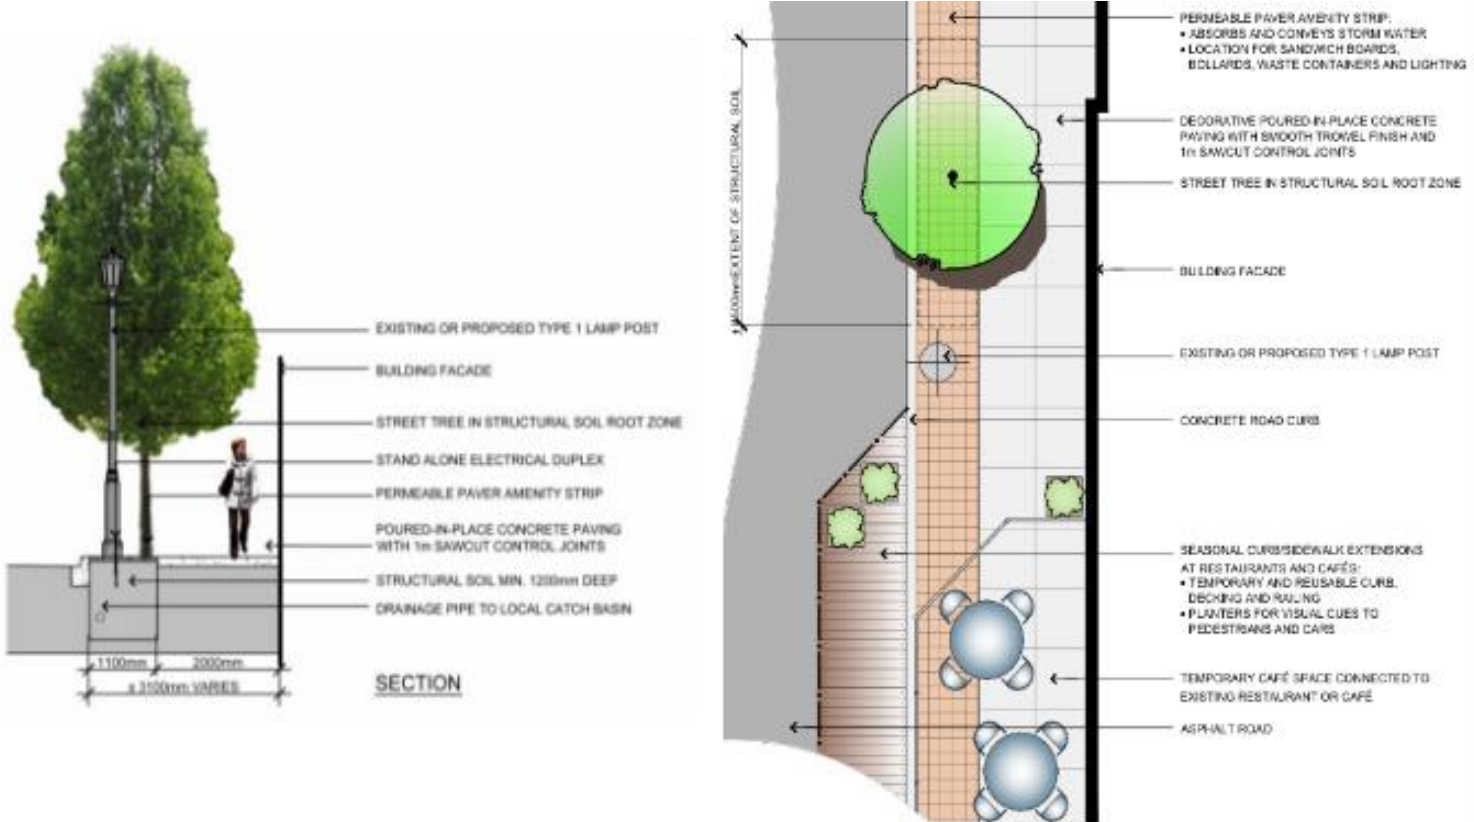 EXISTING OR PROPOSED TYPE 1 LAMP POST
BUILDING FACADE
STREET TREE IN STRUCTURAL SOIL ROOT ZONE
STAND ALONE ELECTRICAL DUPLEX
PERMEABLE PAVER AMENITY STRIP
POURED-IN-PLACE CONCRETE PAVING
WITH 1m SAWCUT CONTROL JOINTS
STRUCTURAL SOIL MIN. 1200mm DEEP
DRAINAGE PIPE TO LOCAL CATCH BASIN
1100mm
2000mm
± 3100mm VARIES
SECTION
EXTENT OF STRUCTURAL SOIL
PERMEABLE PAVER AMENITY STRIP:
• ABSORBS AND CONVEYS STORM WATER
• LOCATION FOR SANDWICH BOARDS,
BOLLARDS, WASTE CONTAINERS AND LIGHTING
DECORATIVE POURED-IN-PLACE CONCRETE
PAVING WITH SMOOTH TROWEL FINISH AND
1m SAWCUT CONTROL JOINTS
STREET TREE IN STRUCTURAL SOIL ROOT ZONE
BUILDING FACADE
EXISTING OR PROPOSED TYPE 1 LAMP POST
CONCRETE ROAD CURB
SEASONAL CURB/SIDEWALK EXTENSIONS
AT RESTAURANTS AND CAFÉS:
• TEMPORARY AND REUSABLE CURB,
DECKING AND RAILING
• PLANTERS FOR VISUAL CUES TO
PEDESTRIANS AND CARS
TEMPORARY CAFÉ SPACE CONNECTED TO
EXISTING RESTAURANT OR CAFÉ
ASPHALT ROAD